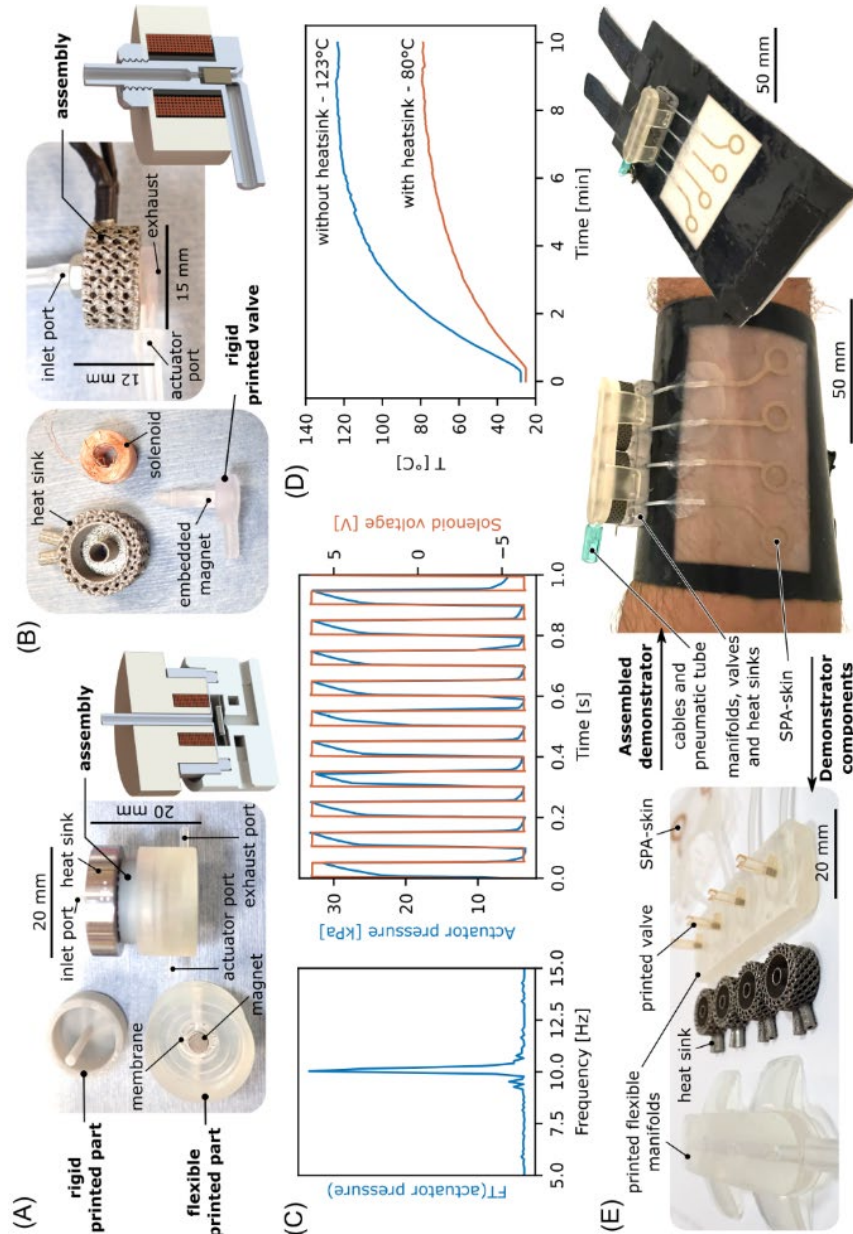 (A)
rigid
printed part
flexible
printed part
membrane
magnet
20 mm
inlet port
heat sink
assembly
20 mm
actuator port
exhaust port
(B)
heat sink
solenoid
embedded
magnet
rigid
printed valve
12 mm
inlet port
actuator
port
15 mm
exhaust
assembly
(C)
FT(actuator pressure)
5.0
7.5
10.0
12.5
15.0
Frequency [Hz]
Actuator pressure [kPa]
30
20
10
0.0
0.2
0.4
0.6
0.8
1.0
Time [s]
5
0
−5
Solenoid voltage [V]
(D)
T [°C]
140
120
100
80
60
40
20
without heatsink - 123°C
with heatsink - 80°C
0
2
4
6
8
10
Time [min]
(E)
printed flexible
manifolds
heat sink
printed valve
SPA-skin
20 mm
Assembled
demonstrator
cables and
pneumatic tube
manifolds, valves
and heat sinks
SPA-skin
Demonstrator
components
50 mm
50 mm